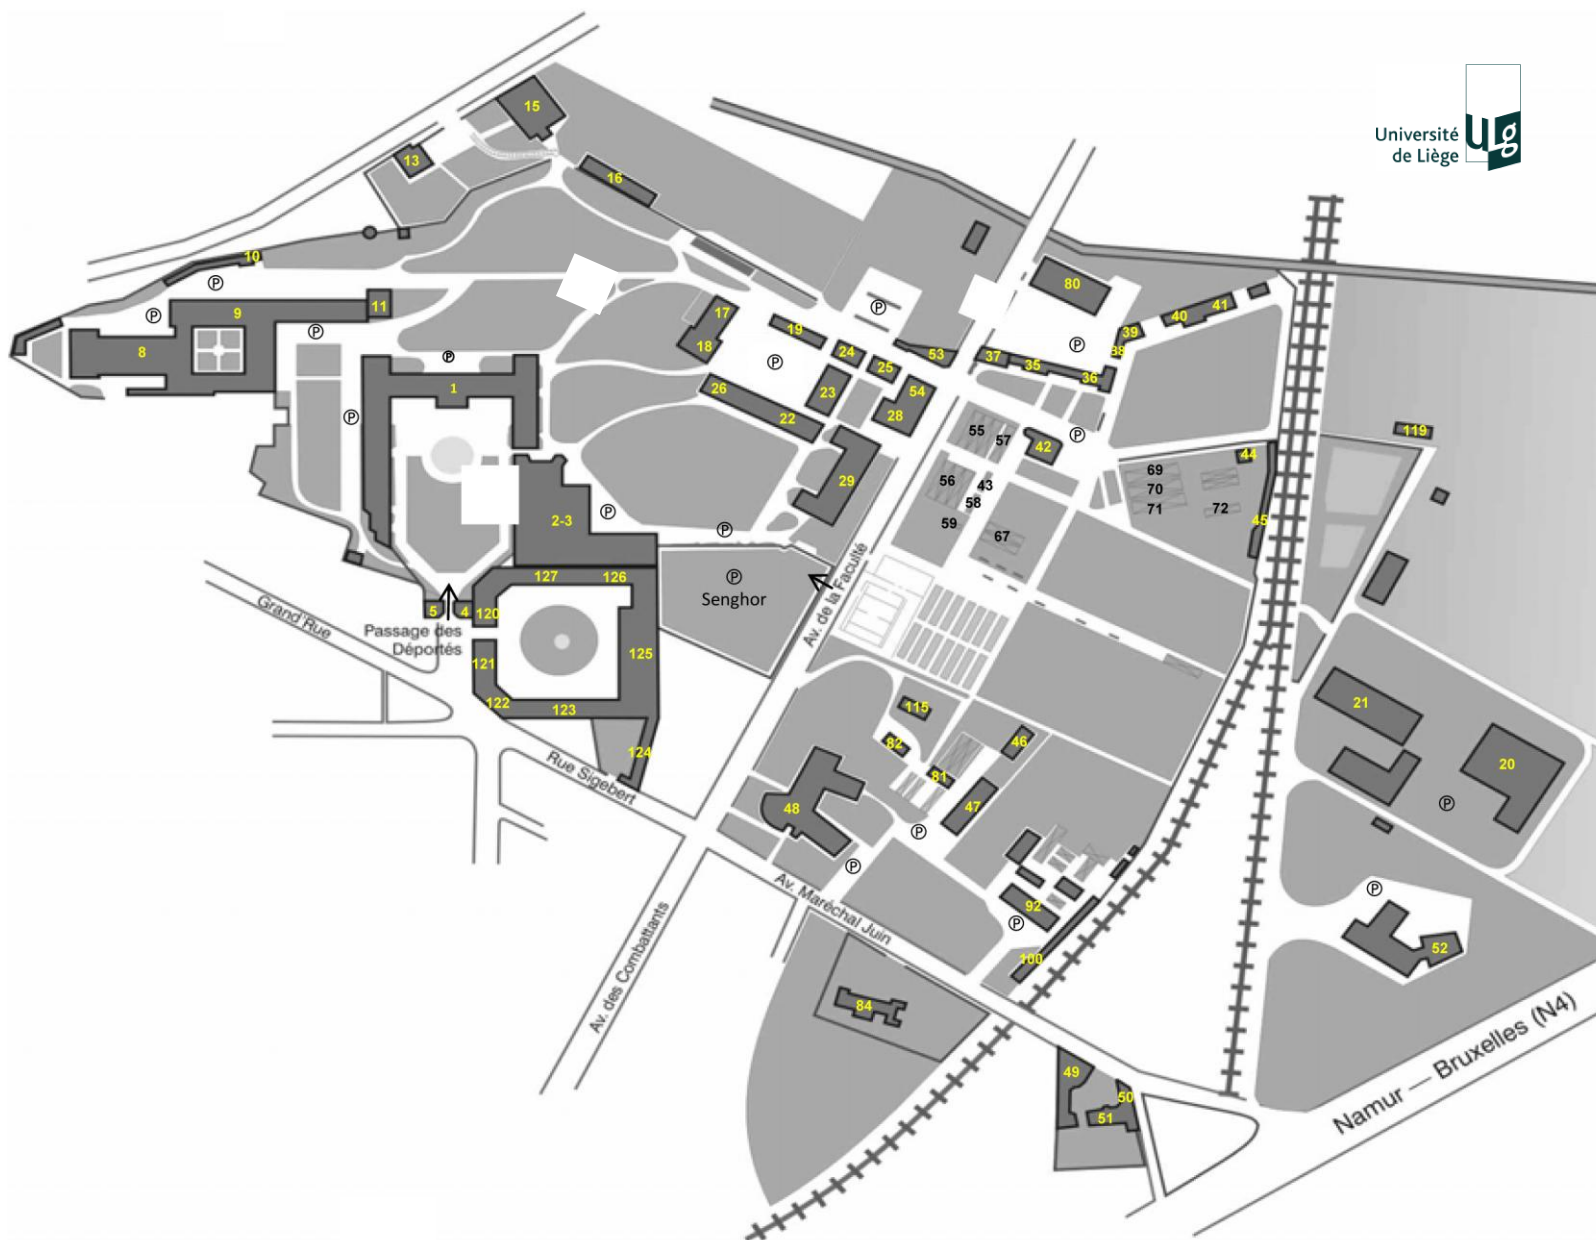 Université
de Liège
ULg
15
13
16
10
P
P
9
11
P
8
P
1
P
17
18
19
P
P
24
25
53
23
26
22
54
28
29
80
P
37
35
36
38
39
40
41
55
57
42
P
56
43
58
59
67
69
70
71
72
44
45
119
2-3
P
P
P
Senghor
Av. de la Faculté
127
126
5
4
120
Passage des
Déportés
Grand'Rue
121
125
122
123
124
Rue Sigebert
115
82
46
81
47
48
P
P
21
20
P
Av. Maréchal Juin
Av. des Combattants
92
P
100
84
P
52
49
50
51
Namur — Bruxelles (N4)